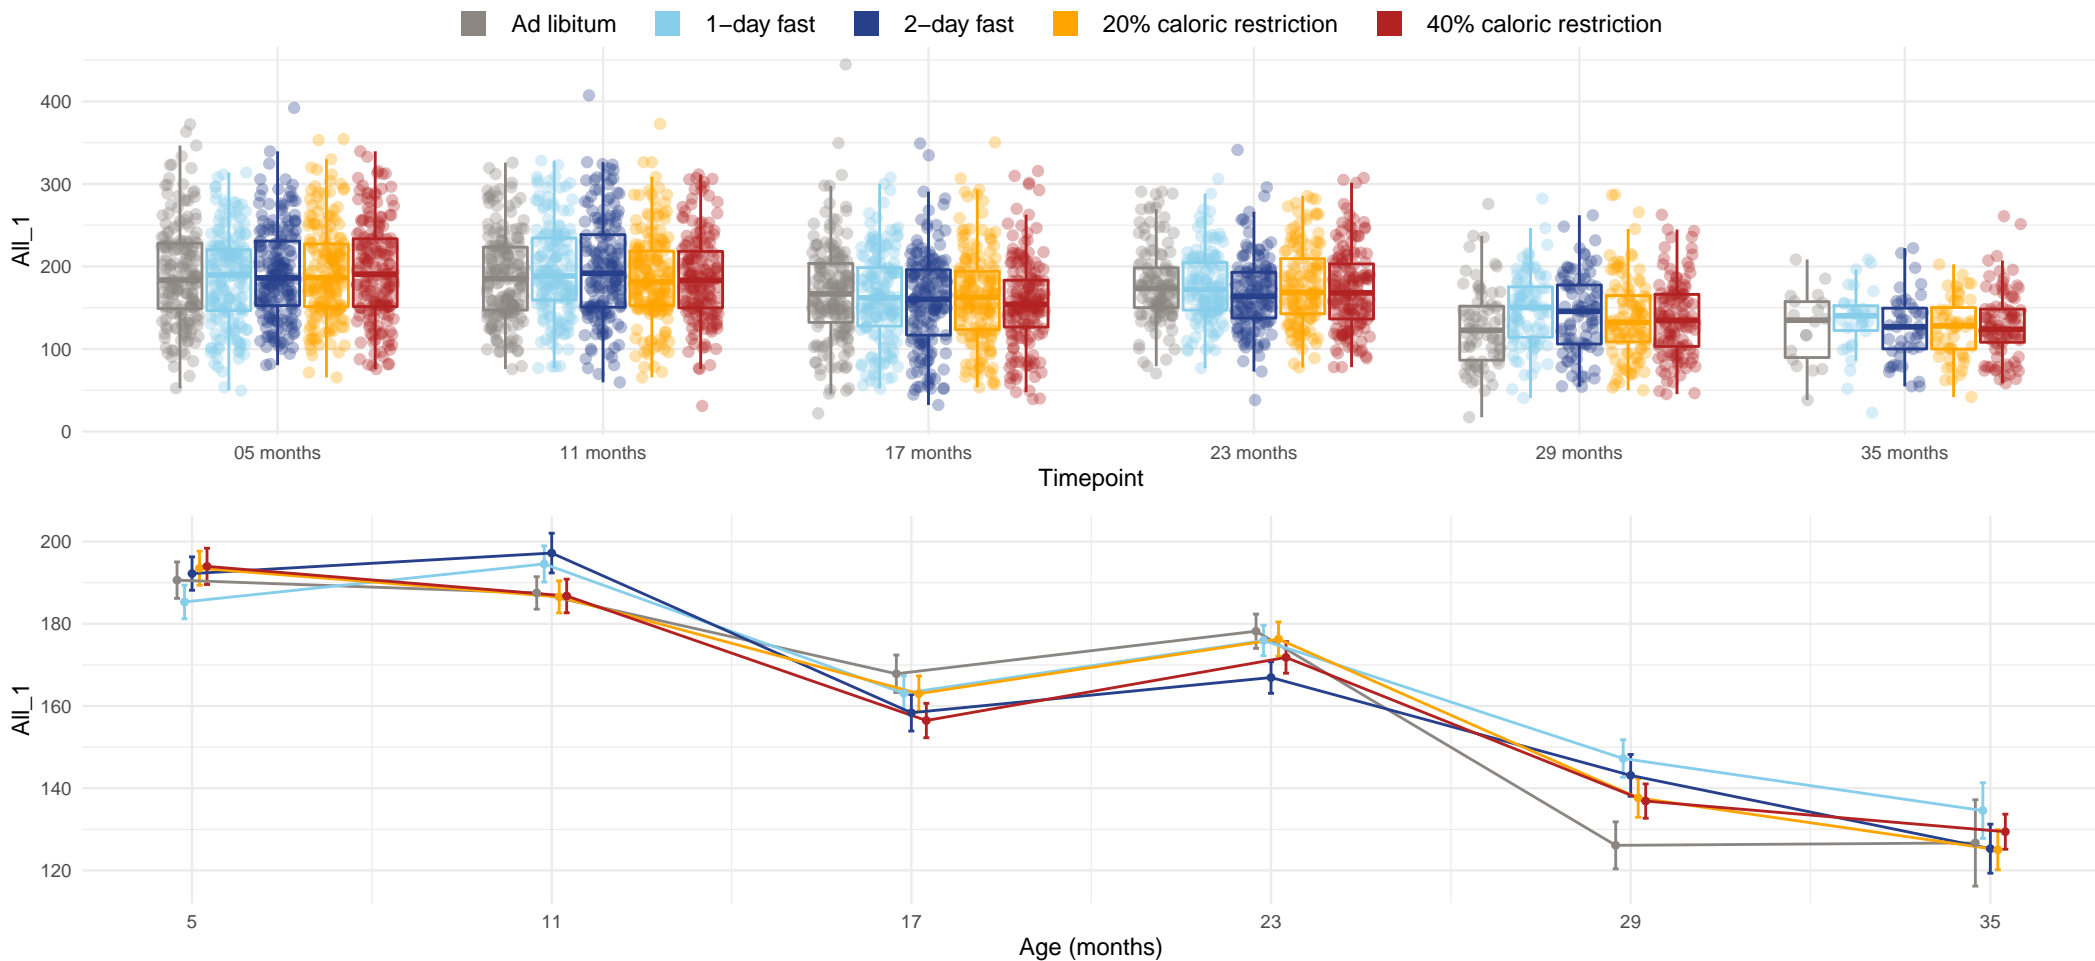 Ad libitum 1−day fast 2−day fast 20% caloric restriction 40% caloric restriction
All_1
400
300
200
100
0
05 months 11 months 17 months 23 months 29 months 35 months
Timepoint
All_1
200
180
160
140
120
5 11 17 23 29 35
Age (months)